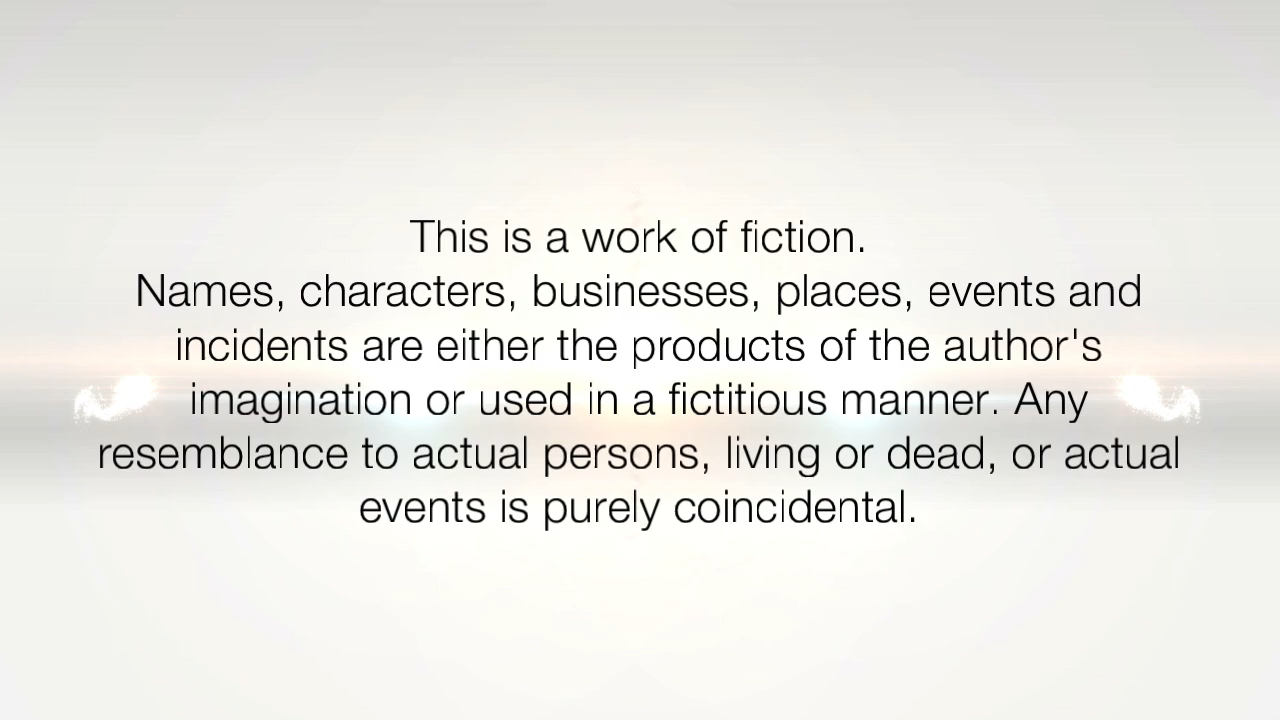 This is a work of fiction.
Names, characters, businesses, places, events and
incidents are either the products of the author's
imagination or used in a fictitious manner. Any
resemblance to actual persons, living or dead, or actual
events is purely coincidental.